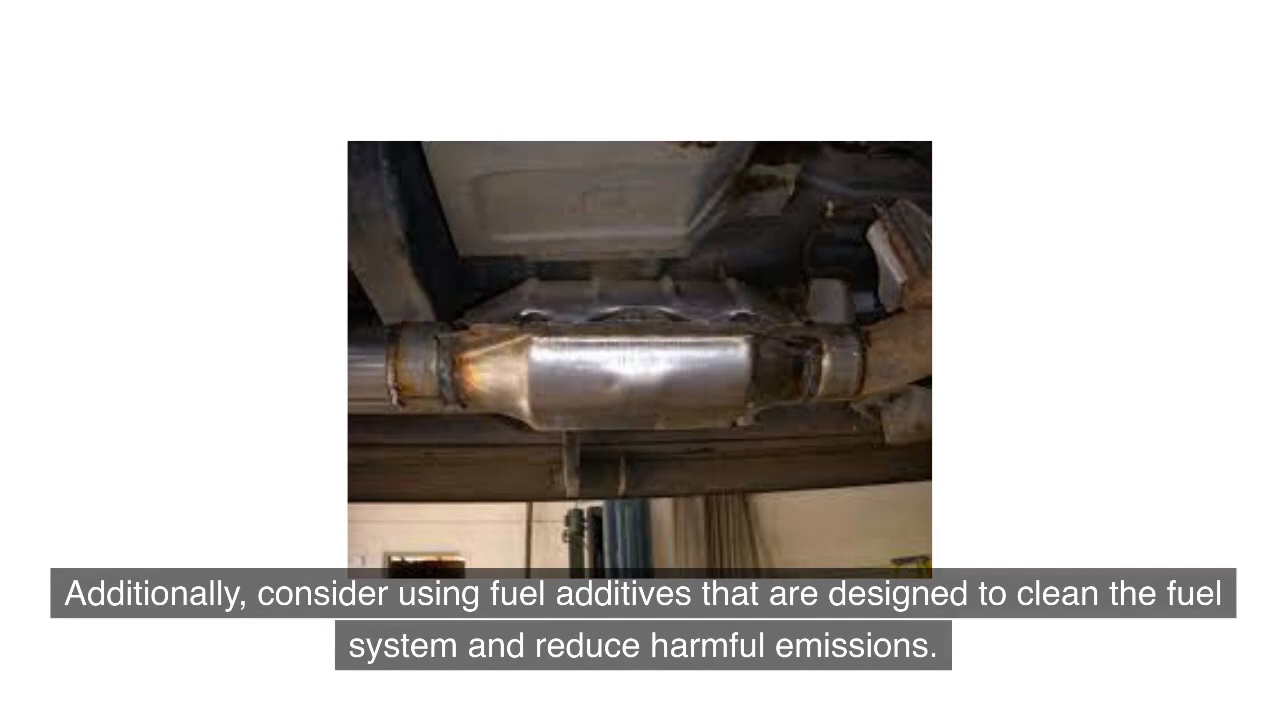 Additionally, consider using fuel additives that are designed to clean the fuel
system and reduce harmful emissions.